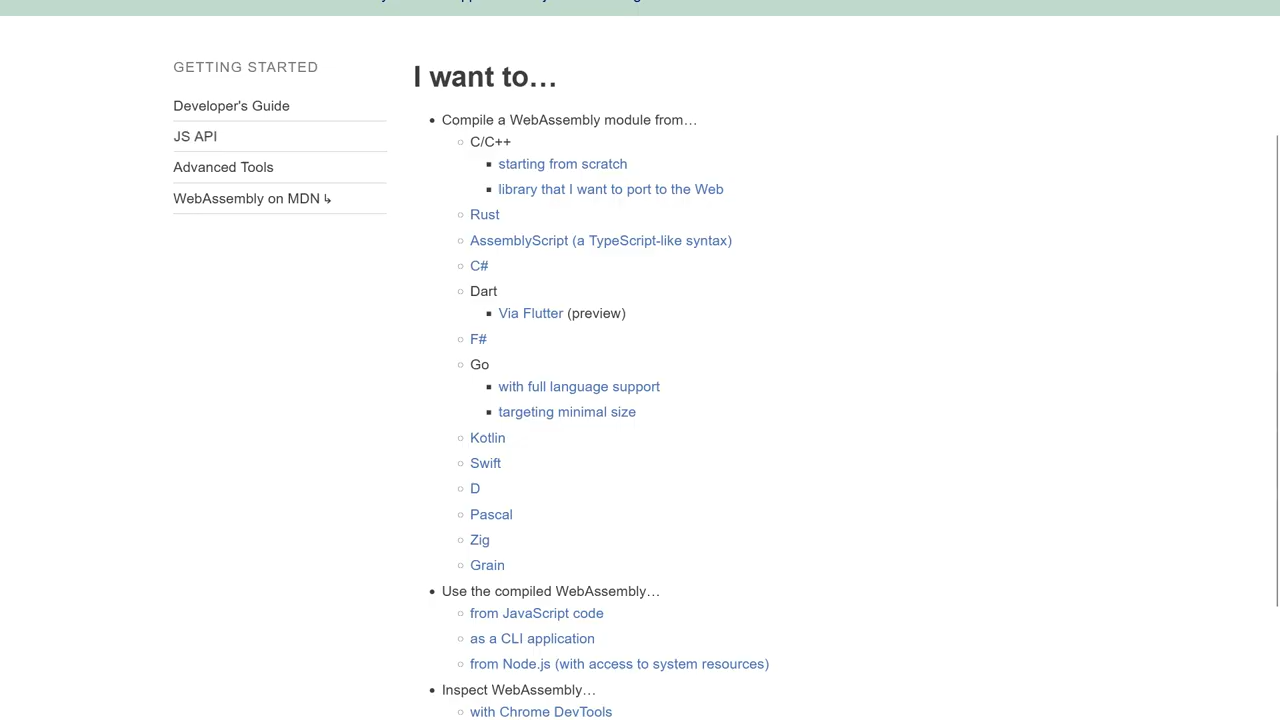 GETTING STARTED
Developer's Guide
JS API
Advanced Tools
WebAssembly on MDN ↳
I want to…
• Compile a WebAssembly module from…
○ C/C++
▪ starting from scratch
▪ library that I want to port to the Web
○ Rust
○ AssemblyScript (a TypeScript-like syntax)
○ C#
○ Dart
▪ Via Flutter (preview)
○ F#
○ Go
▪ with full language support
▪ targeting minimal size
○ Kotlin
○ Swift
○ D
○ Pascal
○ Zig
○ Grain
• Use the compiled WebAssembly…
○ from JavaScript code
○ as a CLI application
○ from Node.js (with access to system resources)
• Inspect WebAssembly…
○ with Chrome DevTools